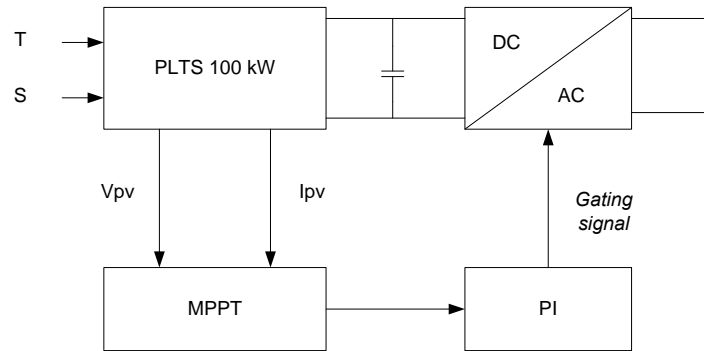 T
PLTS 100 kW
DC
S
AC
Vpv
Ipv
Gating
signal
MPPT
PI